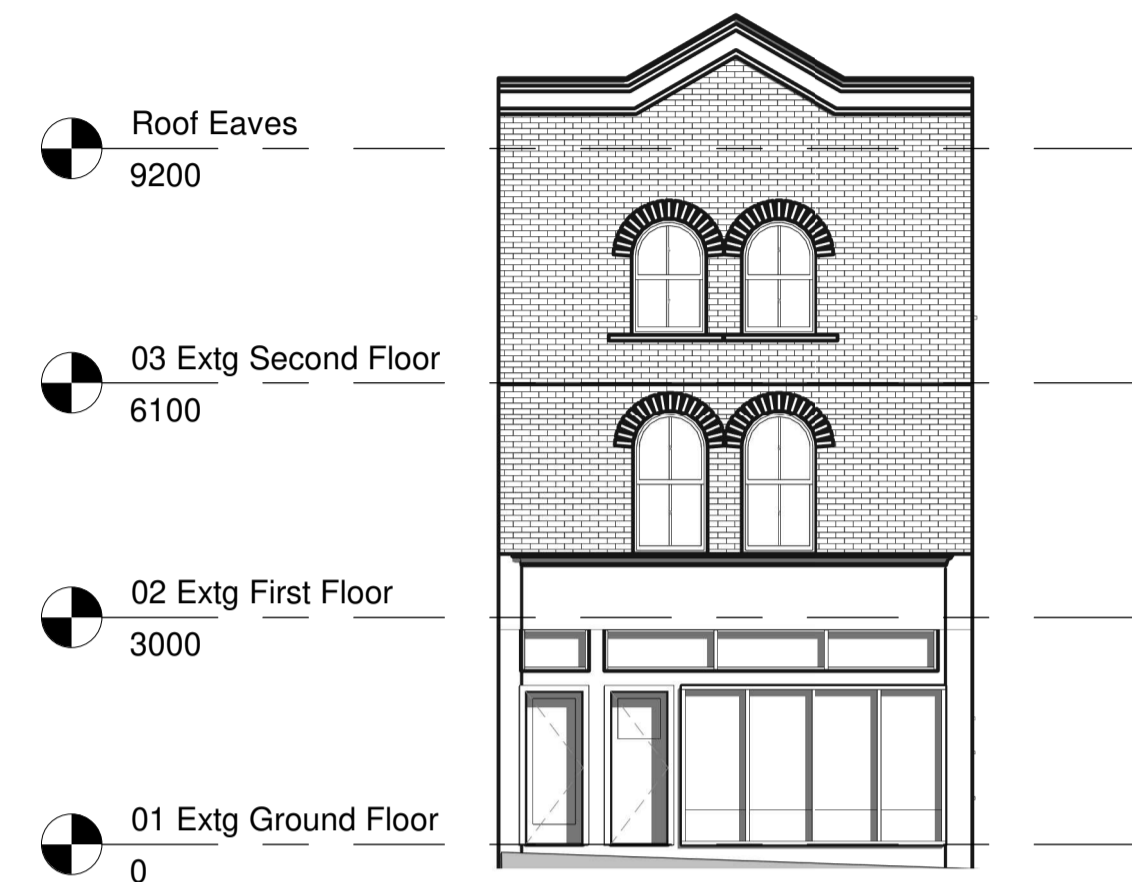 Roof Eaves
9200
03 Extg Second Floor
6100
02 Extg First Floor
3000
01 Extg Ground Floor
0